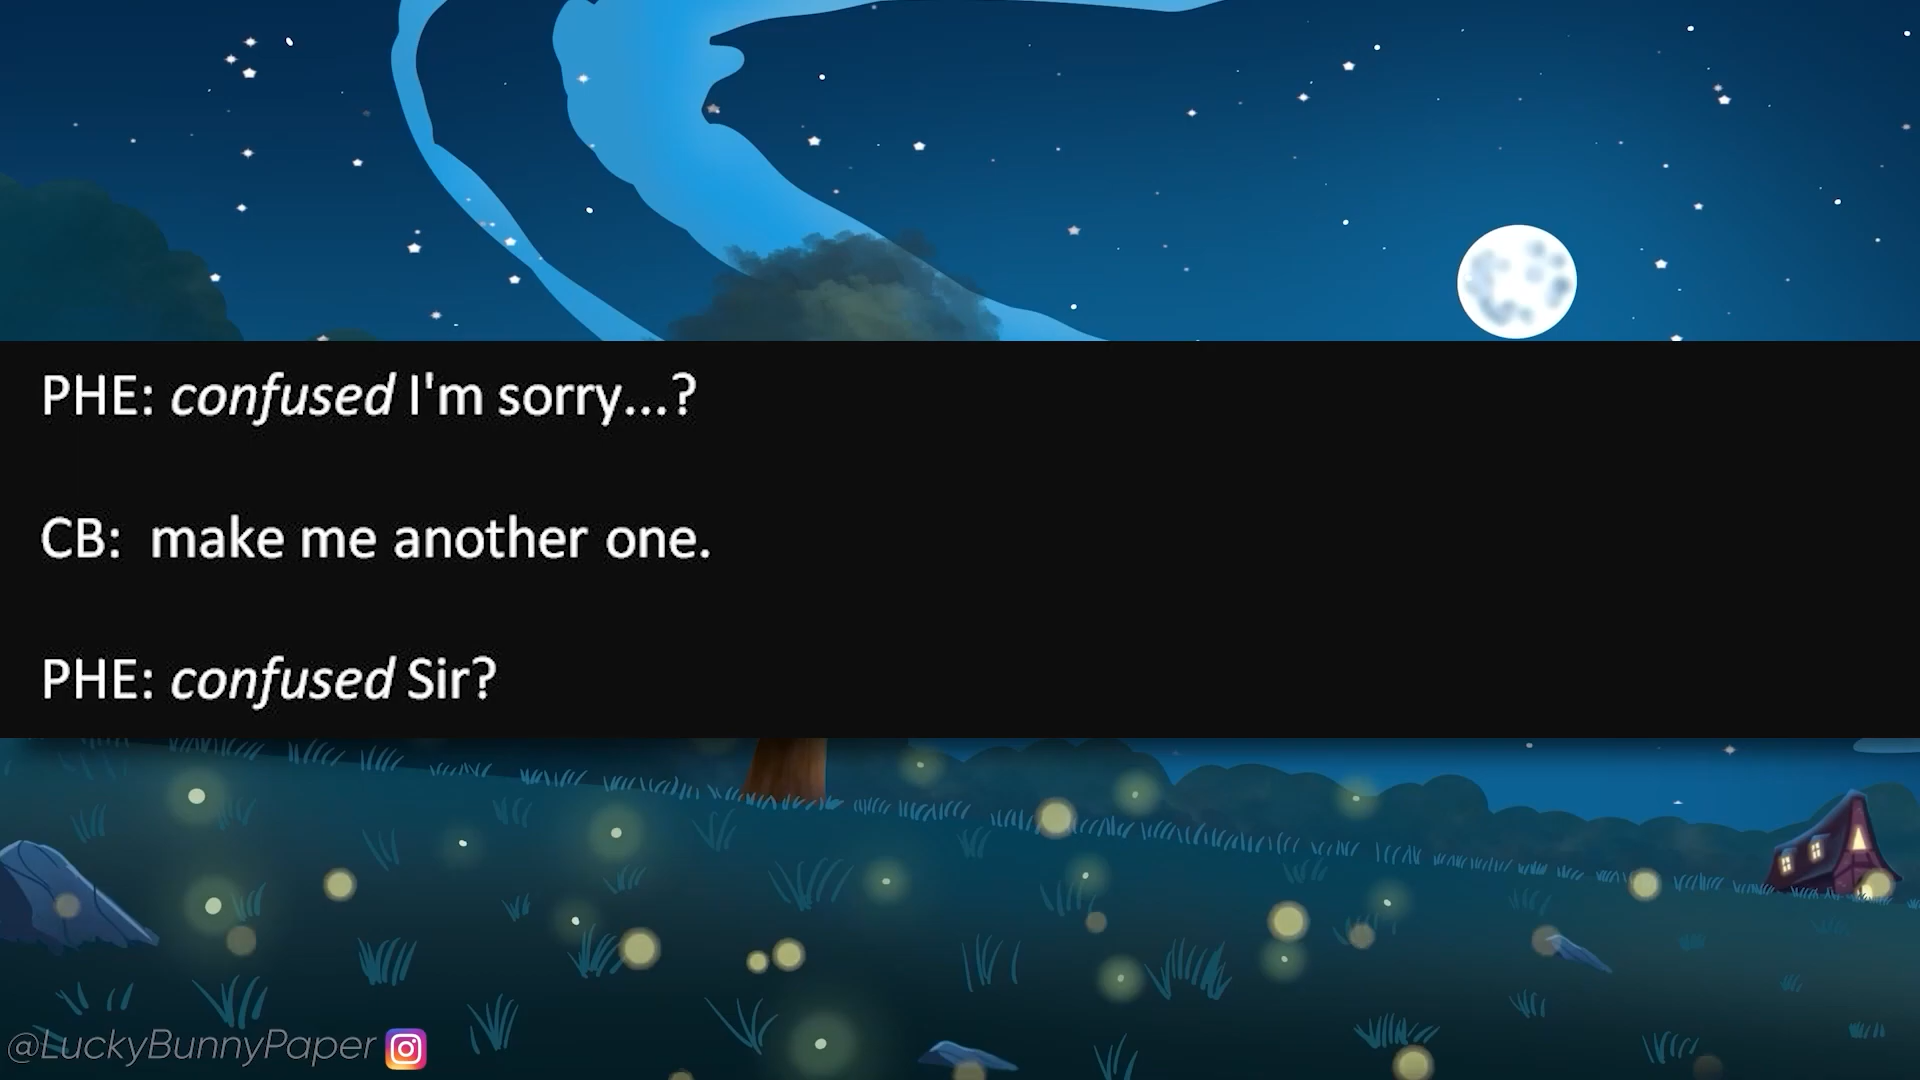 PHE: confused I'm sorry...?
CB: make me another one.
PHE: confused Sir?
@LuckyBunnyPaper